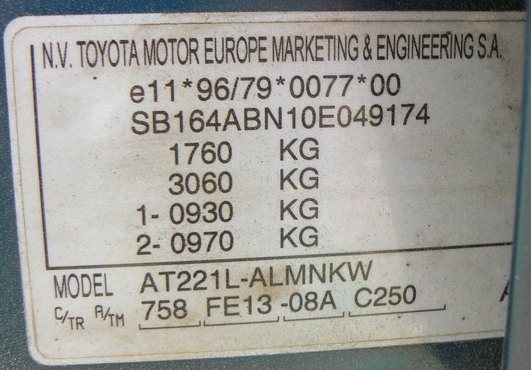 N.V. TOYOTA MOTOR EUROPE MARKETING & ENGINEERING S.A.
e11*96/79*0077*00
SB164ABN10E049174
1760 KG
3060 KG
1- 0930 KG
2- 0970 KG
MODEL AT221L-ALMNKW
C/TR A/TM 758 FE13 -08A C250